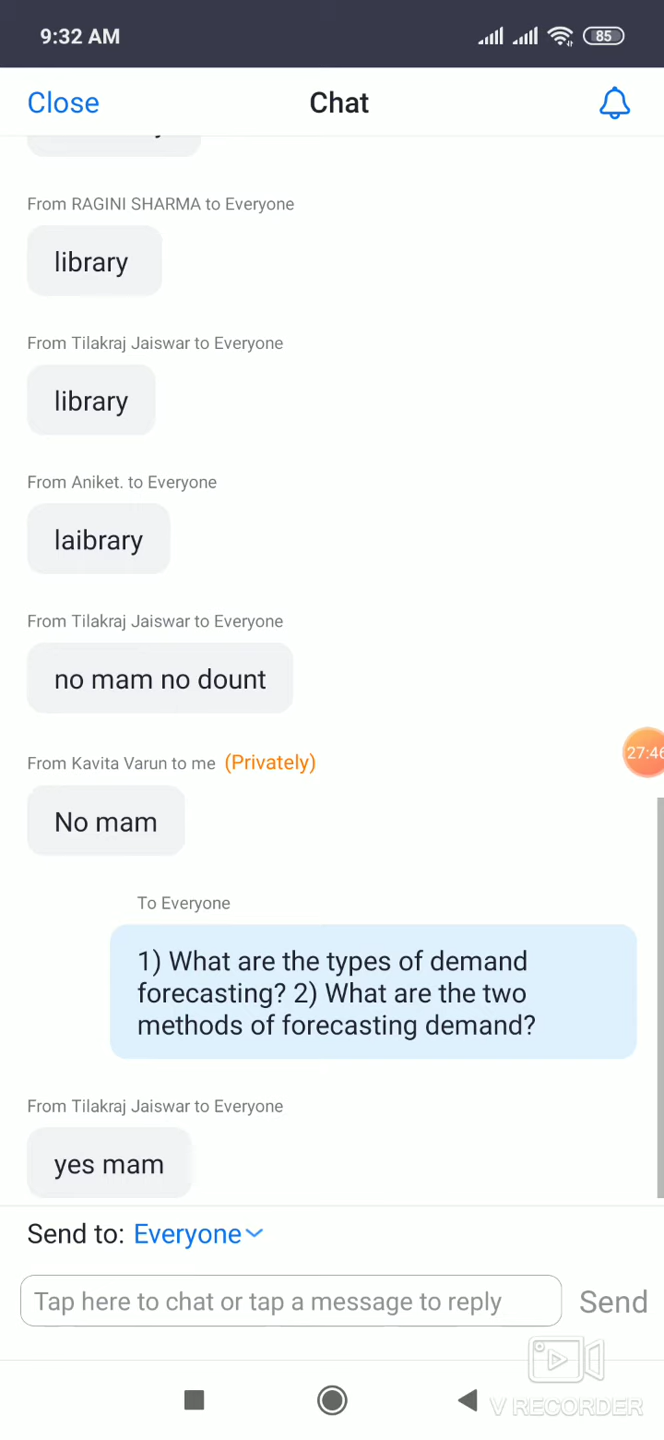 9:32 AM
85
Close
Chat
From RAGINI SHARMA to Everyone
library
From Tilakraj Jaiswar to Everyone
library
From Aniket. to Everyone
laibrary
From Tilakraj Jaiswar to Everyone
no mam no dount
27:46
From Kavita Varun to me (Privately)
No mam
To Everyone
1) What are the types of demand
forecasting? 2) What are the two
methods of forecasting demand?
From Tilakraj Jaiswar to Everyone
yes mam
Send to: Everyone
Tap here to chat or tap a message to reply
Send
V RECORDER